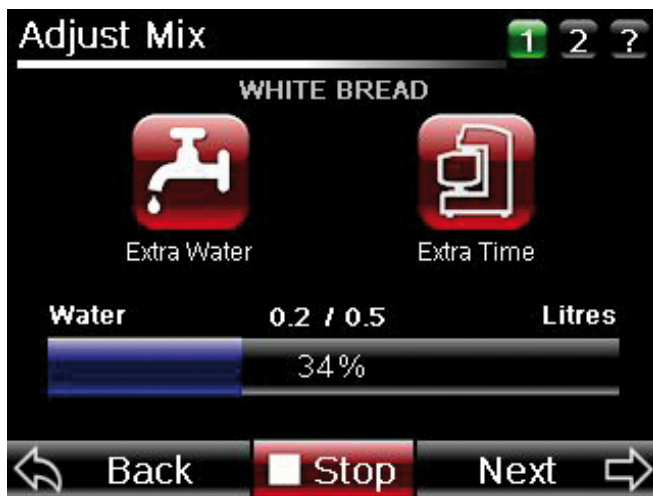 Adjust Mix 1 2 ?
WHITE BREAD
Extra Water Extra Time
Water 0.2 / 0.5 Litres
34%
Back Stop Next